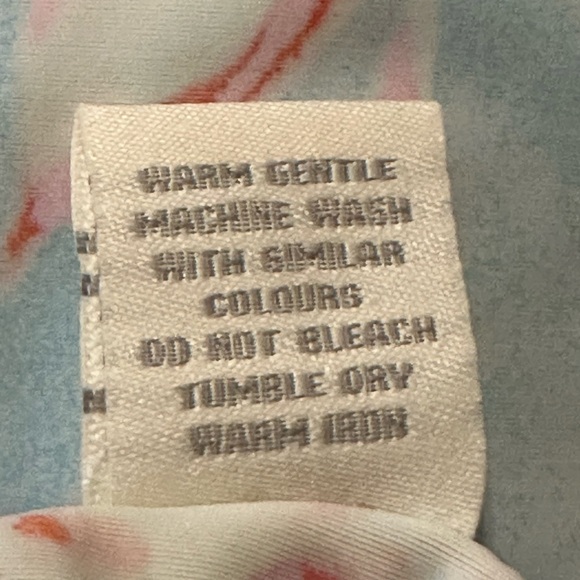 WARM GENTLE
MACHINE WASH
WITH SIMILAR
COLOURS
DO NOT BLEACH
TUMBLE DRY
WARM IRON